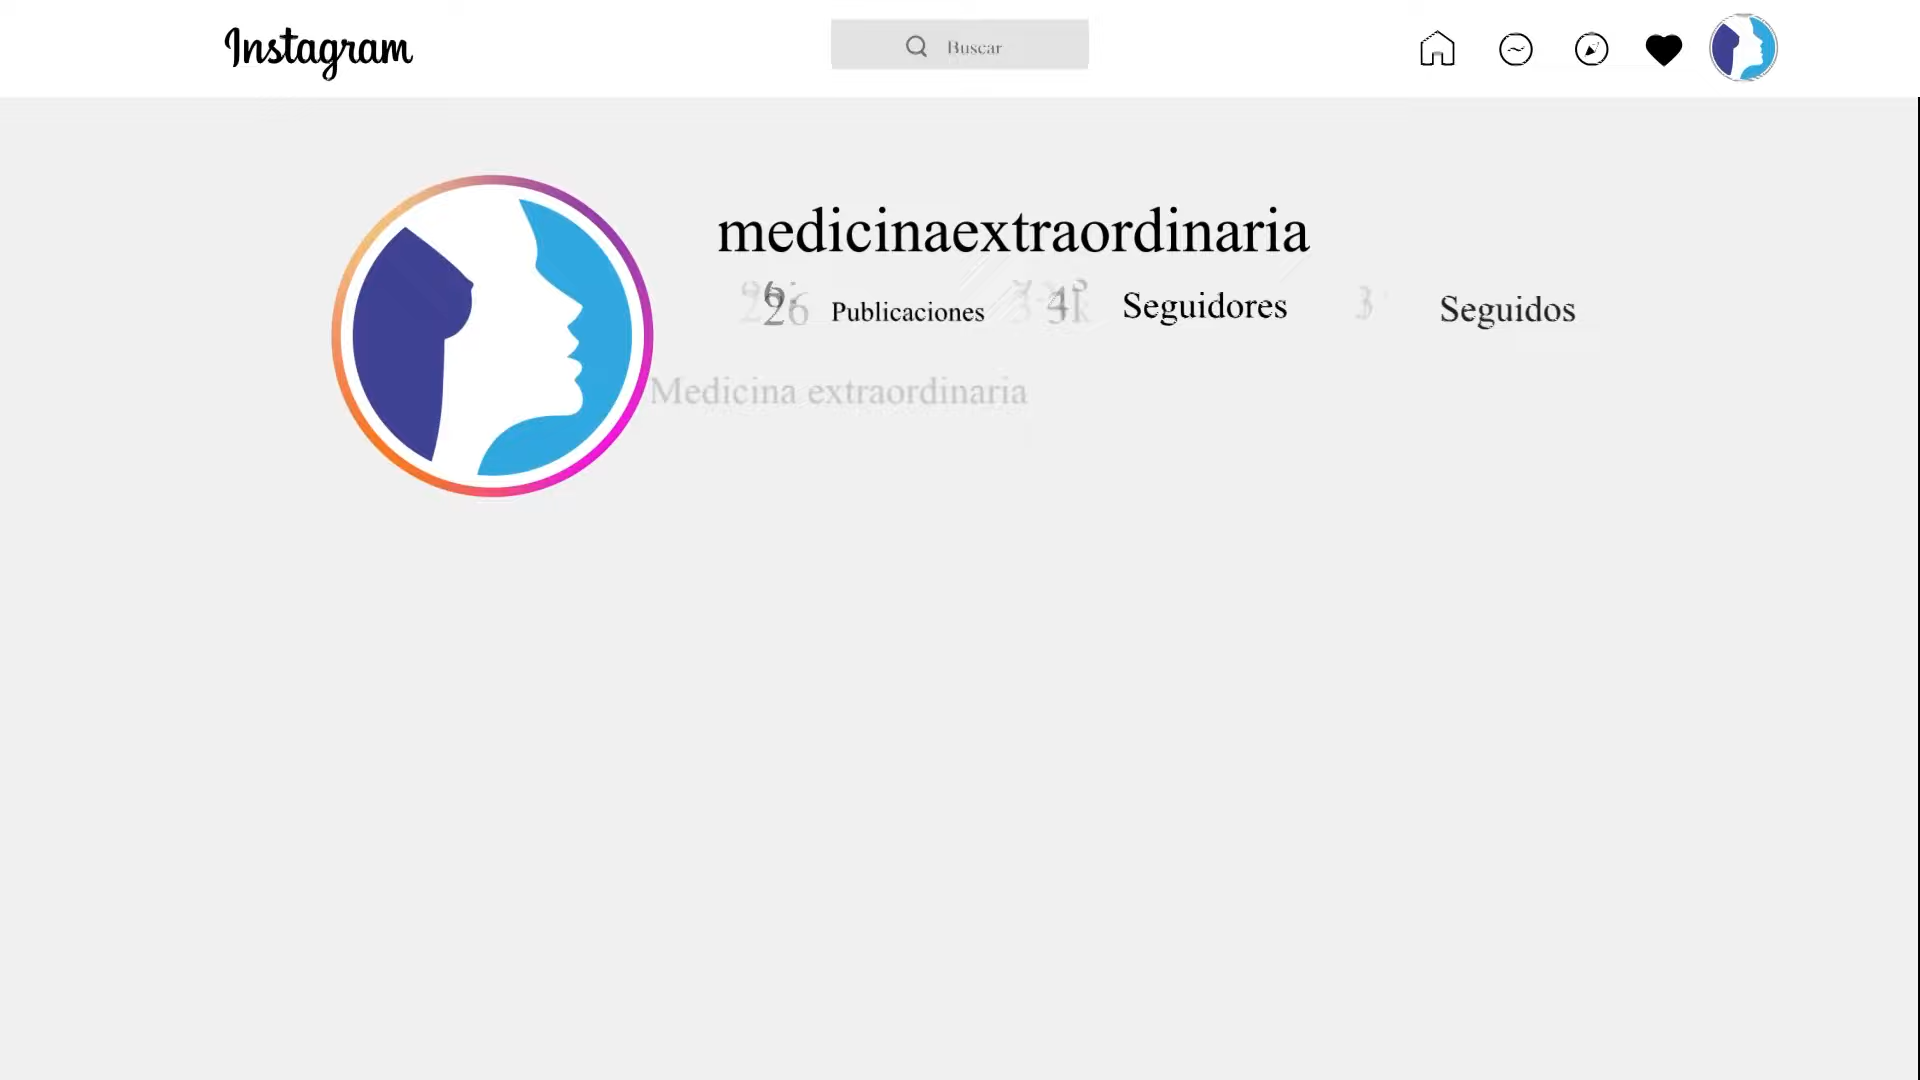 Instagram
Buscar
medicinaextraordinaria
Publicaciones Seguidores Seguidos
Medicina extraordinaria